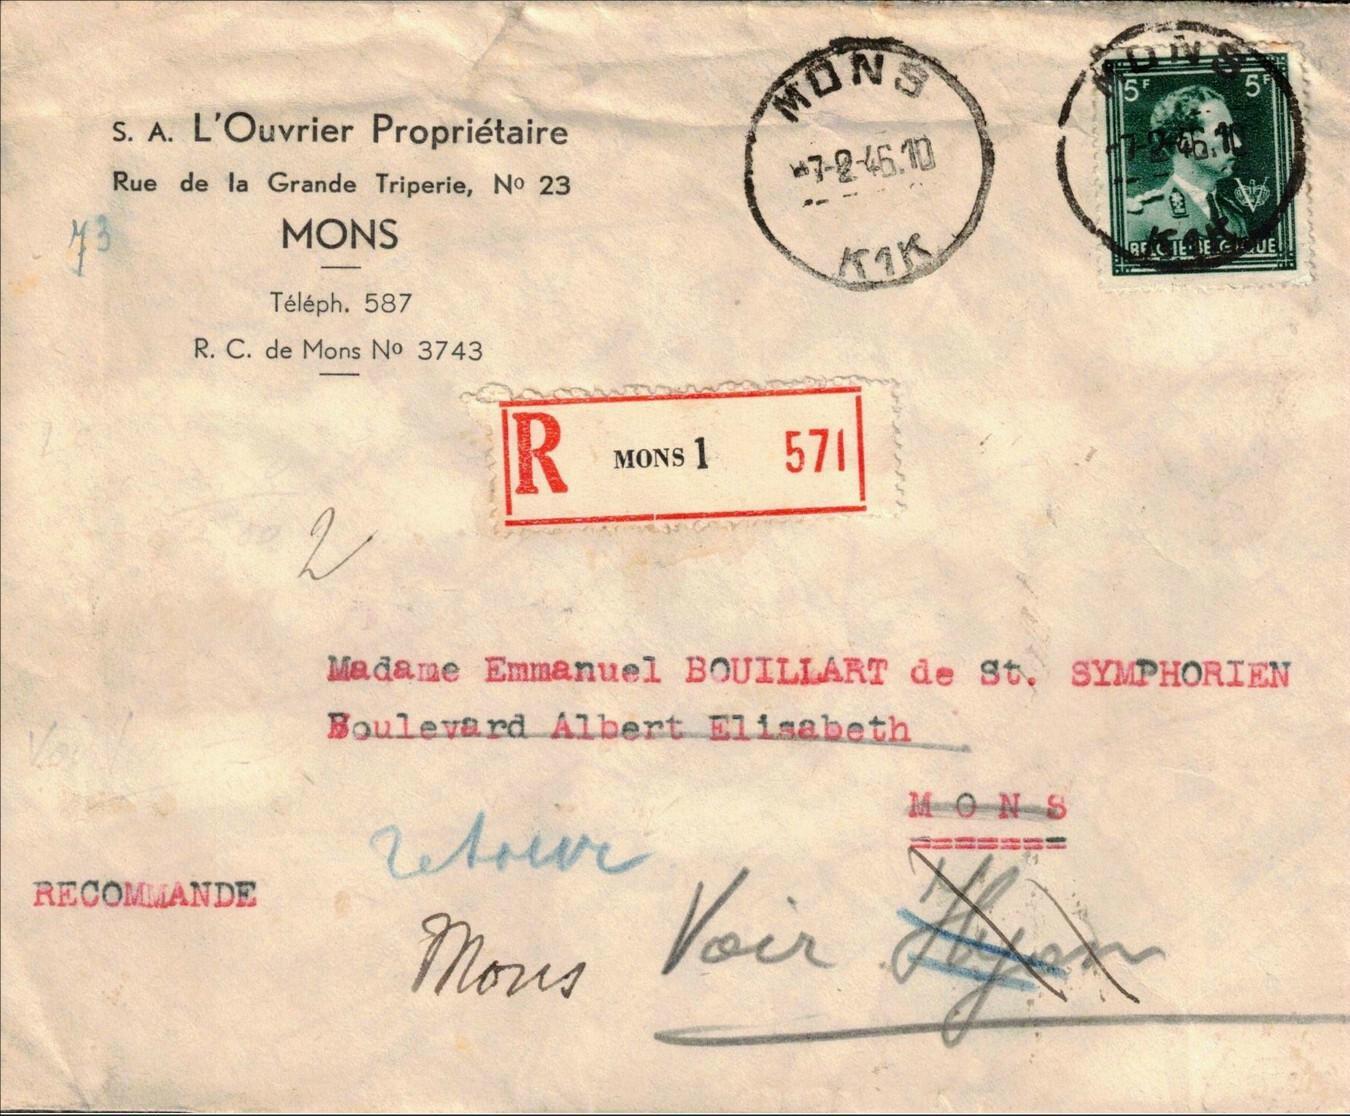 S. A. L'Ouvrier Propriétaire
Rue de la Grande Triperie, No 23
MONS
Téléph. 587
R. C. de Mons No 3743
73
MONS
-7-2-46.10
K1K
MONS
-7-2-46.10
K1K
5F 5F
BELGIE-BELGIQUE
R MONS 1 571
2
Madame Emmanuel BOUILLART de St. SYMPHORIEN
Boulevard Albert Elisabeth
M O N S
=======
retour
RECOMMANDE
Mons
Voir Hyon